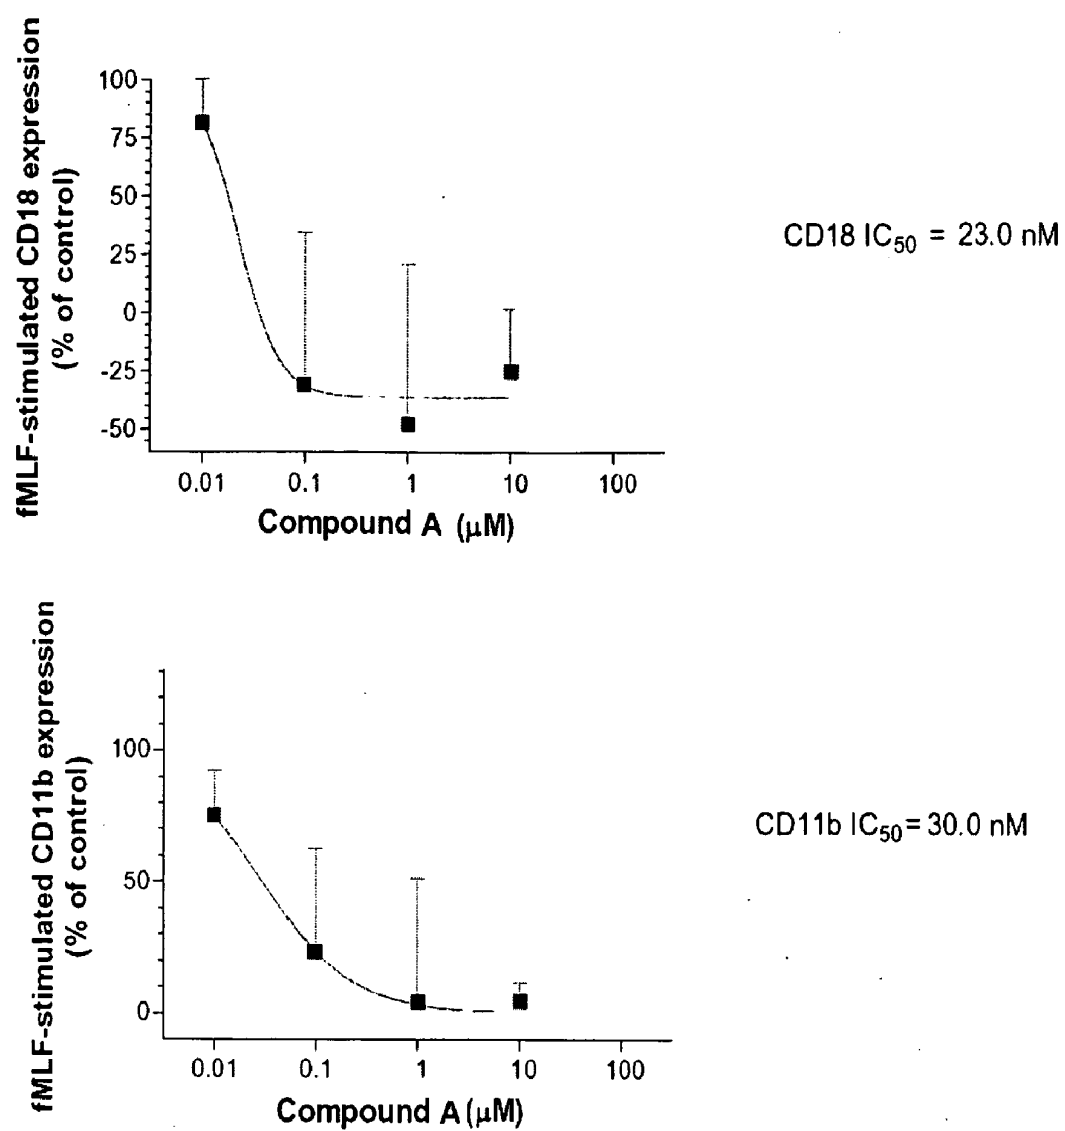 fMLF-stimulated CD18 expression
(% of control)
100
75
50
25
0
-25
-50
0.01 0.1 1 10 100
Compound A (μM)
CD18 IC50 = 23.0 nM
fMLF-stimulated CD11b expression
(% of control)
100
50
0
0.01 0.1 1 10 100
Compound A (μM)
CD11b IC50 = 30.0 nM